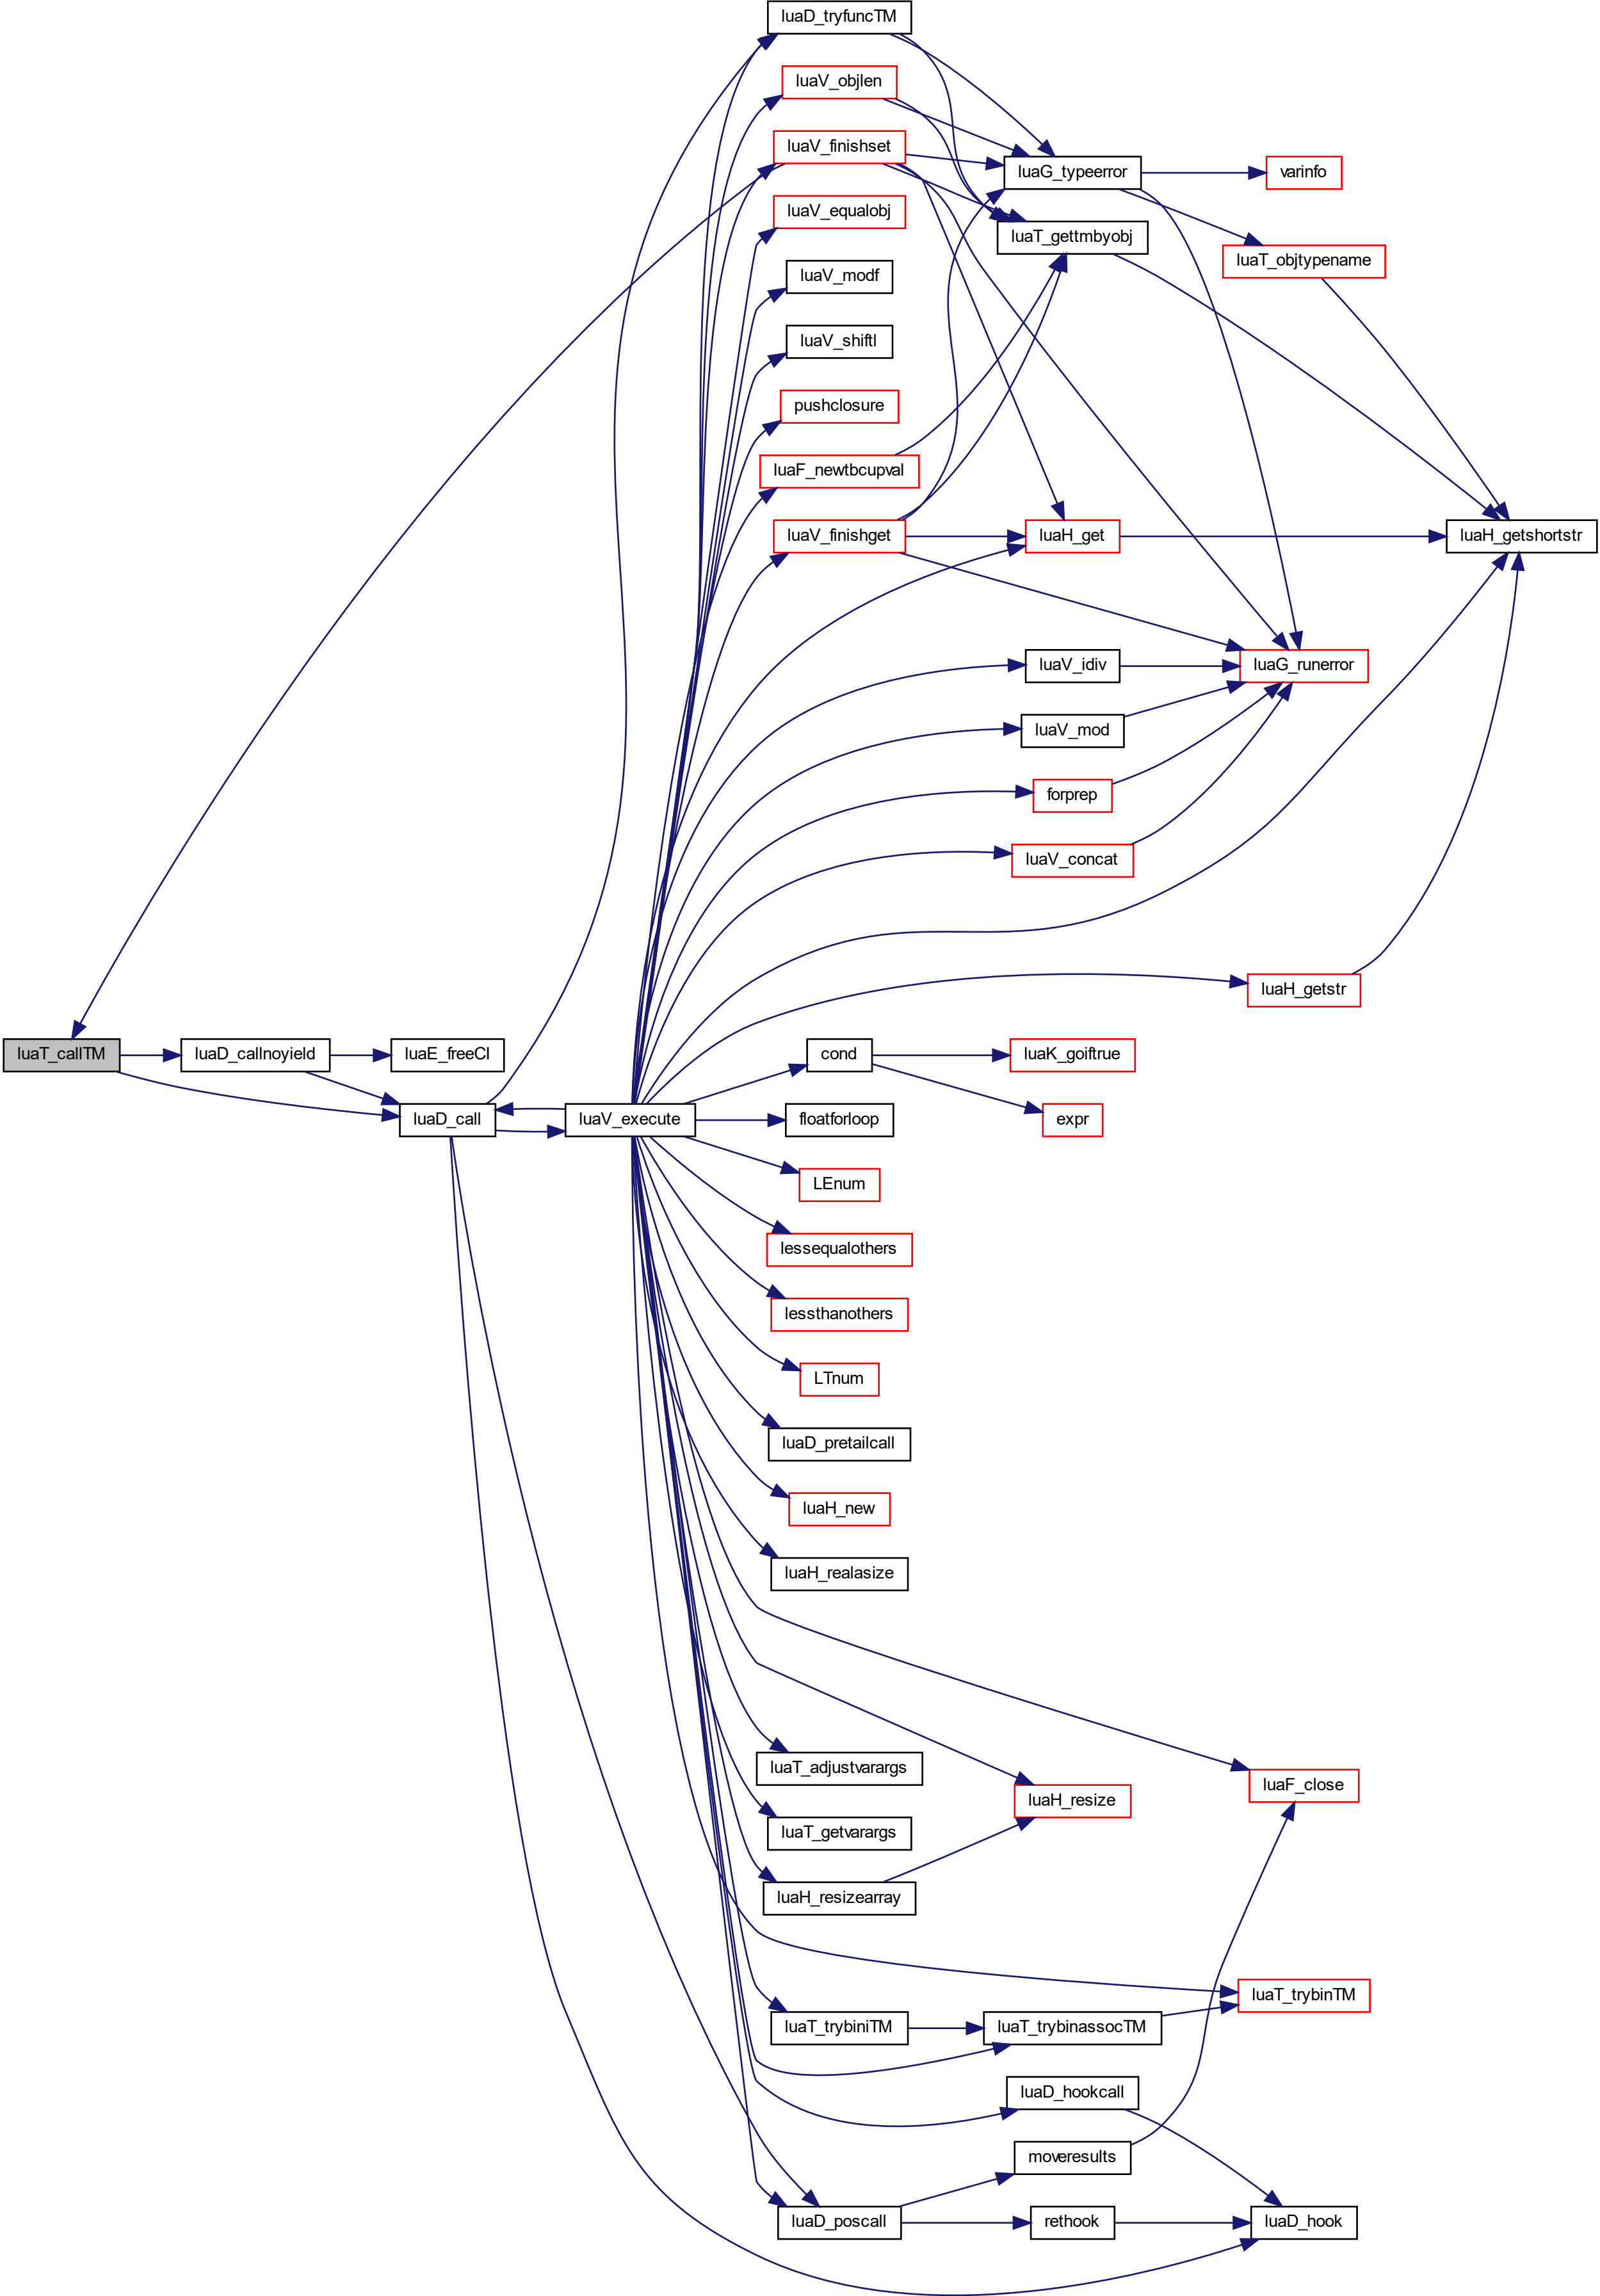 luaD_tryfuncTM
luaV_objlen
luaV_finishset
luaG_typeerror
varinfo
luaV_equalobj
luaT_gettmbyobj
luaT_objtypename
luaV_modf
luaV_shiftl
pushclosure
luaF_newtbcupval
luaV_finishget
luaH_get
luaH_getshortstr
luaV_idiv
luaG_runerror
luaV_mod
forprep
luaV_concat
luaH_getstr
luaT_callTM
luaD_callnoyield
luaE_freeCI
cond
luaK_goiftrue
luaD_call
luaV_execute
floatforloop
expr
LEnum
lessequalothers
lessthanothers
LTnum
luaD_pretailcall
luaH_new
luaH_realasize
luaT_adjustvarargs
luaF_close
luaH_resize
luaT_getvarargs
luaH_resizearray
luaT_trybinTM
luaT_trybiniTM
luaT_trybinassocTM
luaD_hookcall
moveresults
luaD_poscall
rethook
luaD_hook